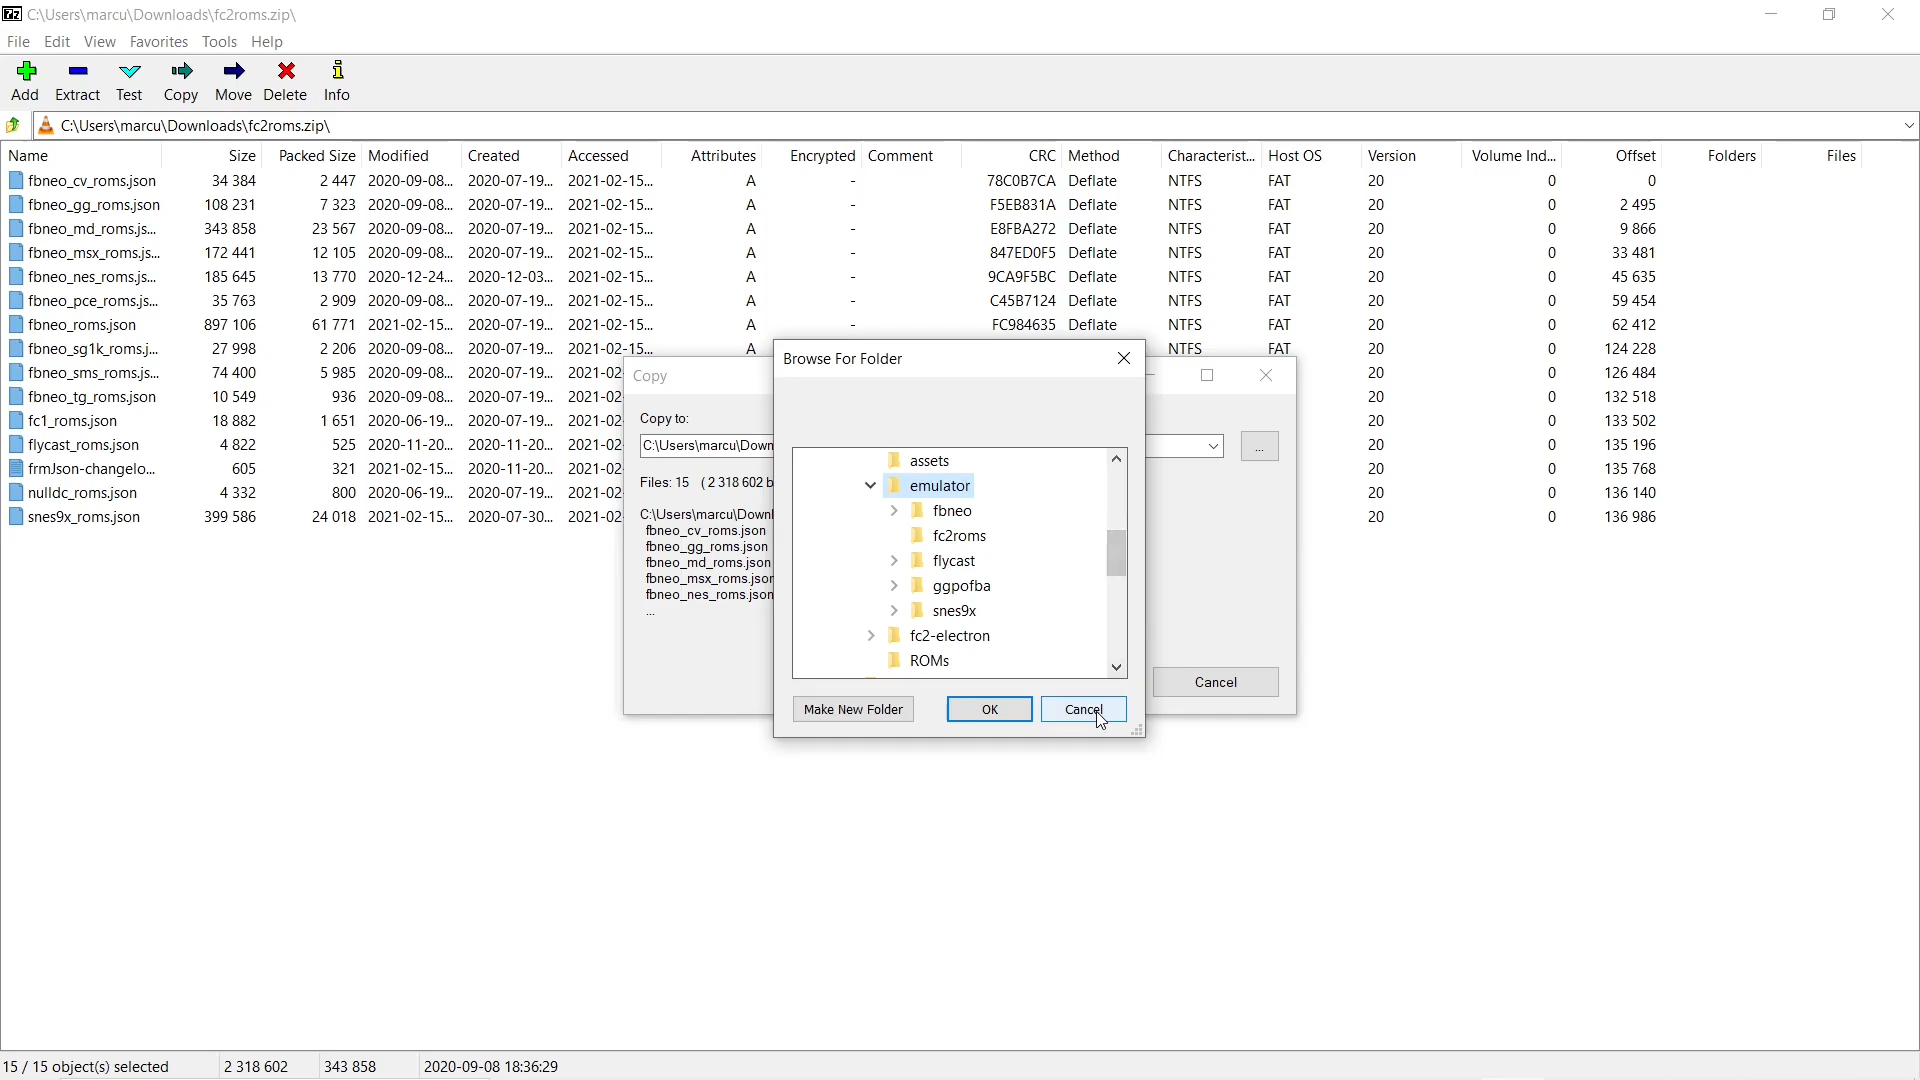 C:\Users\marcu\Downloads\fc2roms.zip\
File Edit View Favorites Tools Help
Add Extract Test Copy Move Delete Info
C:\Users\marcu\Downloads\fc2roms.zip\
Name Size Packed Size Modified Created Accessed Attributes Encrypted Comment CRC Method Characterist... Host OS Version Volume Ind... Offset Folders Files
fbneo_cv_roms.json 34 384 2 447 2020-09-08... 2020-07-19... 2021-02-15... A - 78C0B7CA Deflate NTFS FAT 20 0 0
fbneo_gg_roms.json 108 231 7 323 2020-09-08... 2020-07-19... 2021-02-15... A - F5EB831A Deflate NTFS FAT 20 0 2 495
fbneo_md_roms.js... 343 858 23 567 2020-09-08... 2020-07-19... 2021-02-15... A - E8FBA272 Deflate NTFS FAT 20 0 9 866
fbneo_msx_roms.js... 172 441 12 105 2020-09-08... 2020-07-19... 2021-02-15... A - 847ED0F5 Deflate NTFS FAT 20 0 33 481
fbneo_nes_roms.js... 185 645 13 770 2020-12-24... 2020-12-03... 2021-02-15... A - 9CA9F5BC Deflate NTFS FAT 20 0 45 635
fbneo_pce_roms.js... 35 763 2 909 2020-09-08... 2020-07-19... 2021-02-15... A - C45B7124 Deflate NTFS FAT 20 0 59 454
fbneo_roms.json 897 106 61 771 2021-02-15... 2020-07-19... 2021-02-15... A - FC984635 Deflate NTFS FAT 20 0 62 412
fbneo_sg1k_roms.j... 27 998 2 206 2020-09-08... 2020-07-19... 2021-02-15... A NTFS FAT 20 0 124 228
fbneo_sms_roms.js... 74 400 5 985 2020-09-08... 2020-07-19... 2021-02 20 0 126 484
fbneo_tg_roms.json 10 549 936 2020-09-08... 2020-07-19... 2021-02 20 0 132 518
fc1_roms.json 18 882 1 651 2020-06-19... 2020-07-19... 2021-02 20 0 133 502
flycast_roms.json 4 822 525 2020-11-20... 2020-11-20... 2021-02 20 0 135 196
frmJson-changelo... 605 321 2021-02-15... 2020-11-20... 2021-02 20 0 135 768
nulldc_roms.json 4 332 800 2020-06-19... 2020-07-19... 2021-02 20 0 136 140
snes9x_roms.json 399 586 24 018 2021-02-15... 2020-07-30... 2021-02 20 0 136 986
Copy
Copy to:
C:\Users\marcu\Down
...
Files: 15 (2 318 602 b
C:\Users\marcu\Downl
fbneo_cv_roms.json
fbneo_gg_roms.json
fbneo_md_roms.json
fbneo_msx_roms.json
fbneo_nes_roms.json
...
Cancel
Browse For Folder
assets
emulator
fbneo
fc2roms
flycast
ggpofba
snes9x
fc2-electron
ROMs
Make New Folder OK Cancel
15 / 15 object(s) selected 2 318 602 343 858 2020-09-08 18:36:29